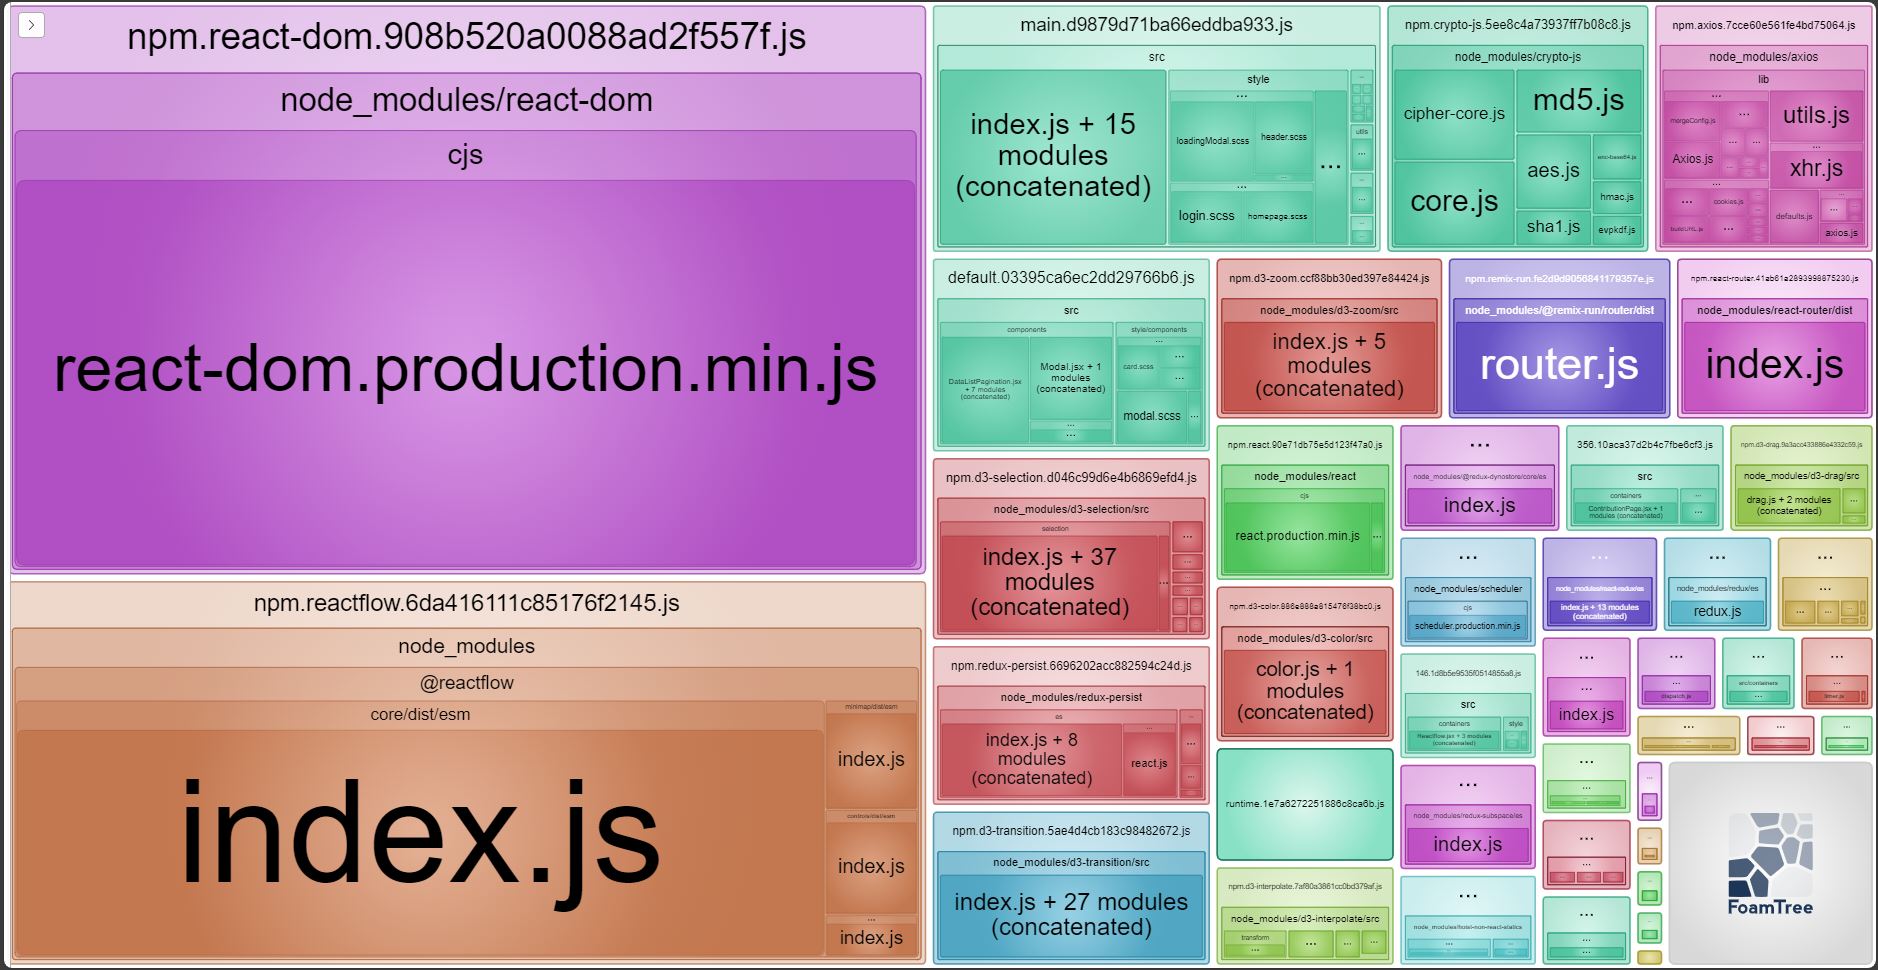 npm.react-dom.908b520a0088ad2f557f.js
node_modules/react-dom
cjs
react-dom.production.min.js
npm.reactflow.6da416111c85176f2145.js
node_modules
@reactflow
core/dist/esm
index.js
minimap/dist/esm
index.js
controls/dist/esm
index.js
...
index.js
main.d9879d71ba66eddba933.js
src
index.js + 15
modules
(concatenated)
style
...
loadingModal.scss
header.scss
...
login.scss
homepage.scss
...
utils
...
npm.crypto-js.5ee8c4a73937ff7b08c8.js
node_modules/crypto-js
cipher-core.js
core.js
md5.js
aes.js
sha1.js
enc-base64.js
hmac.js
evpkdf.js
npm.axios.7cce60e561fe4bd75064.js
node_modules/axios
lib
...
mergeConfig.js
...
Axios.js
...
...
cookies.js
buildURL.js
...
utils.js
...
xhr.js
defaults.js
...
axios.js
default.03395ca6ec2dd29766b6.js
src
components
DataListPagination.jsx
+ 7 modules
(concatenated)
Modal.jsx + 1
modules
(concatenated)
...
...
style/components
...
card.scss
...
...
modal.scss
...
npm.d3-zoom.ccf88bb30ed397e84424.js
node_modules/d3-zoom/src
index.js + 5
modules
(concatenated)
npm.remix-run.fe2d9d9056841179357e.js
node_modules/@remix-run/router/dist
router.js
npm.react-router.41ab61a2893998875230.js
node_modules/react-router/dist
index.js
npm.d3-selection.d046c99d6e4b6869efd4.js
node_modules/d3-selection/src
selection
index.js + 37
modules
(concatenated)
...
...
npm.react.90e71db75e5d123f47a0.js
node_modules/react
cjs
react.production.min.js
...
...
node_modules/@redux-dynostore/core/es
index.js
356.10aca37d2b4c7fbe6cf3.js
src
containers
ContributionPage.jsx + 1
modules (concatenated)
...
...
npm.d3-drag.9a3acc433886e4332c59.js
node_modules/d3-drag/src
drag.js + 2 modules
(concatenated)
...
...
node_modules/scheduler
cjs
scheduler.production.min.js
...
node_modules/react-redux/es
index.js + 13 modules
(concatenated)
...
node_modules/redux/es
redux.js
...
...
...
npm.d3-color.886e888a815476f38bc0.js
node_modules/d3-color/src
color.js + 1
modules
(concatenated)
npm.redux-persist.6696202acc882594c24d.js
node_modules/redux-persist
es
index.js + 8
modules
(concatenated)
react.js
...
...
...
146.1d8b5e9535f0514855a8.js
src
containers
Reactflow.jsx + 3 modules
(concatenated)
style
...
...
index.js
...
...
dispatch.js
...
src/containers
...
...
...
timer.js
...
...
...
runtime.1e7a6272251886c8ca6b.js
...
node_modules/redux-subspace/es
index.js
...
...
npm.d3-transition.5ae4d4cb183c98482672.js
node_modules/d3-transition/src
index.js + 27 modules
(concatenated)
npm.d3-interpolate.7af80a3861cc0bd379af.js
node_modules/d3-interpolate/src
transform
...
...
...
...
...
node_modules/hoist-non-react-statics
...
...
...
...
...
...
...
FoamTree